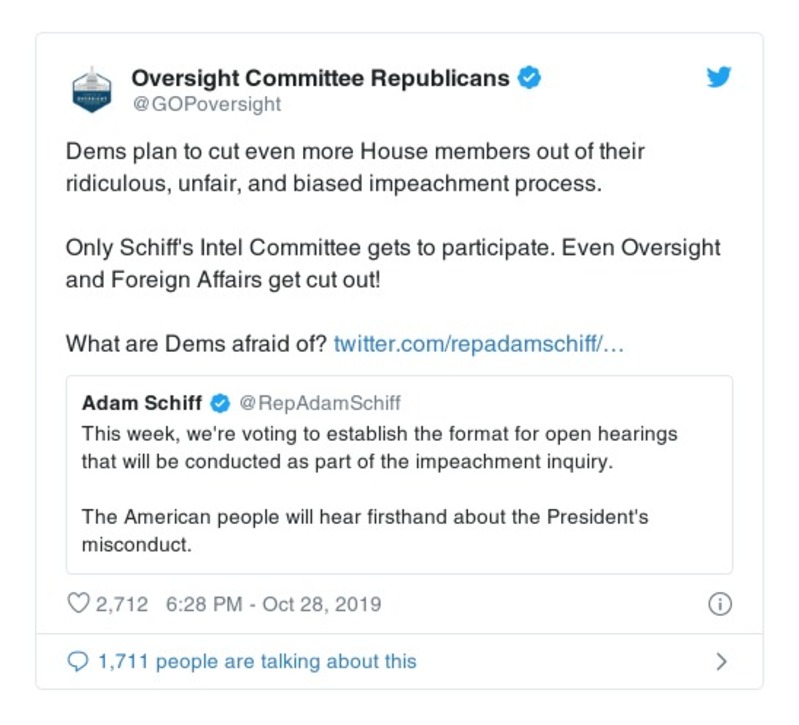 Oversight Committee Republicans
@GOPoversight
Dems plan to cut even more House members out of their
ridiculous, unfair, and biased impeachment process.
Only Schiff's Intel Committee gets to participate. Even Oversight
and Foreign Affairs get cut out!
What are Dems afraid of? twitter.com/repadamschiff/...
Adam Schiff @RepAdamSchiff
This week, we're voting to establish the format for open hearings
that will be conducted as part of the impeachment inquiry.
The American people will hear firsthand about the President's
misconduct.
2,712 6:28 PM - Oct 28, 2019
1,711 people are talking about this